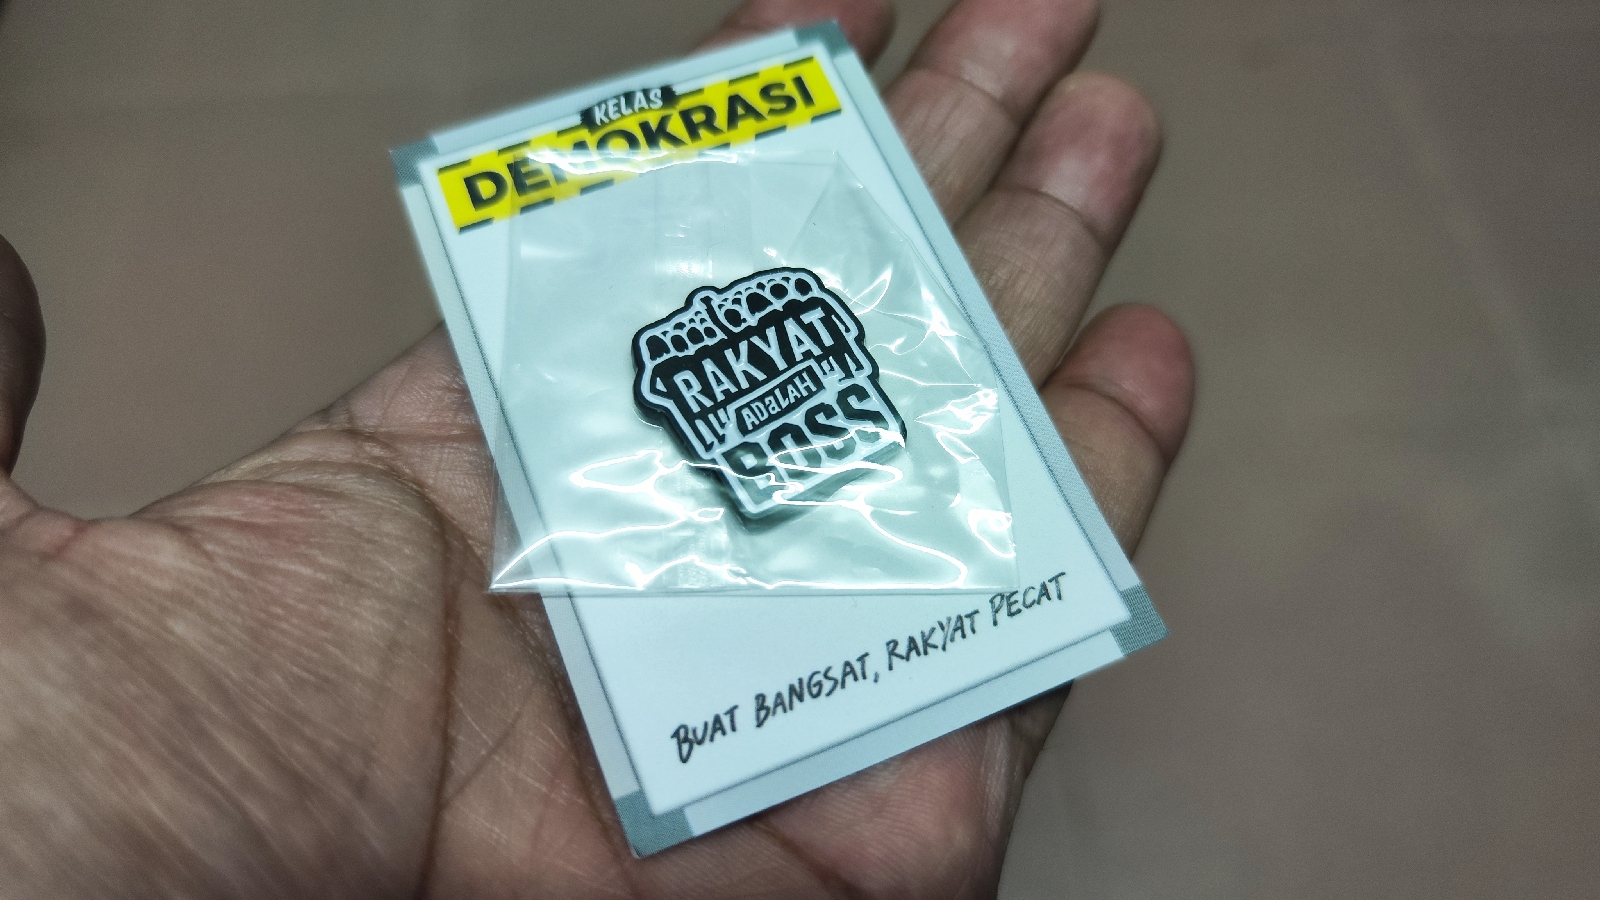 KELAS
DEMOKRASI
RAKYAT
ADaLAH
BOSS
BUAT BANGSAT, RAKYAT PECAT